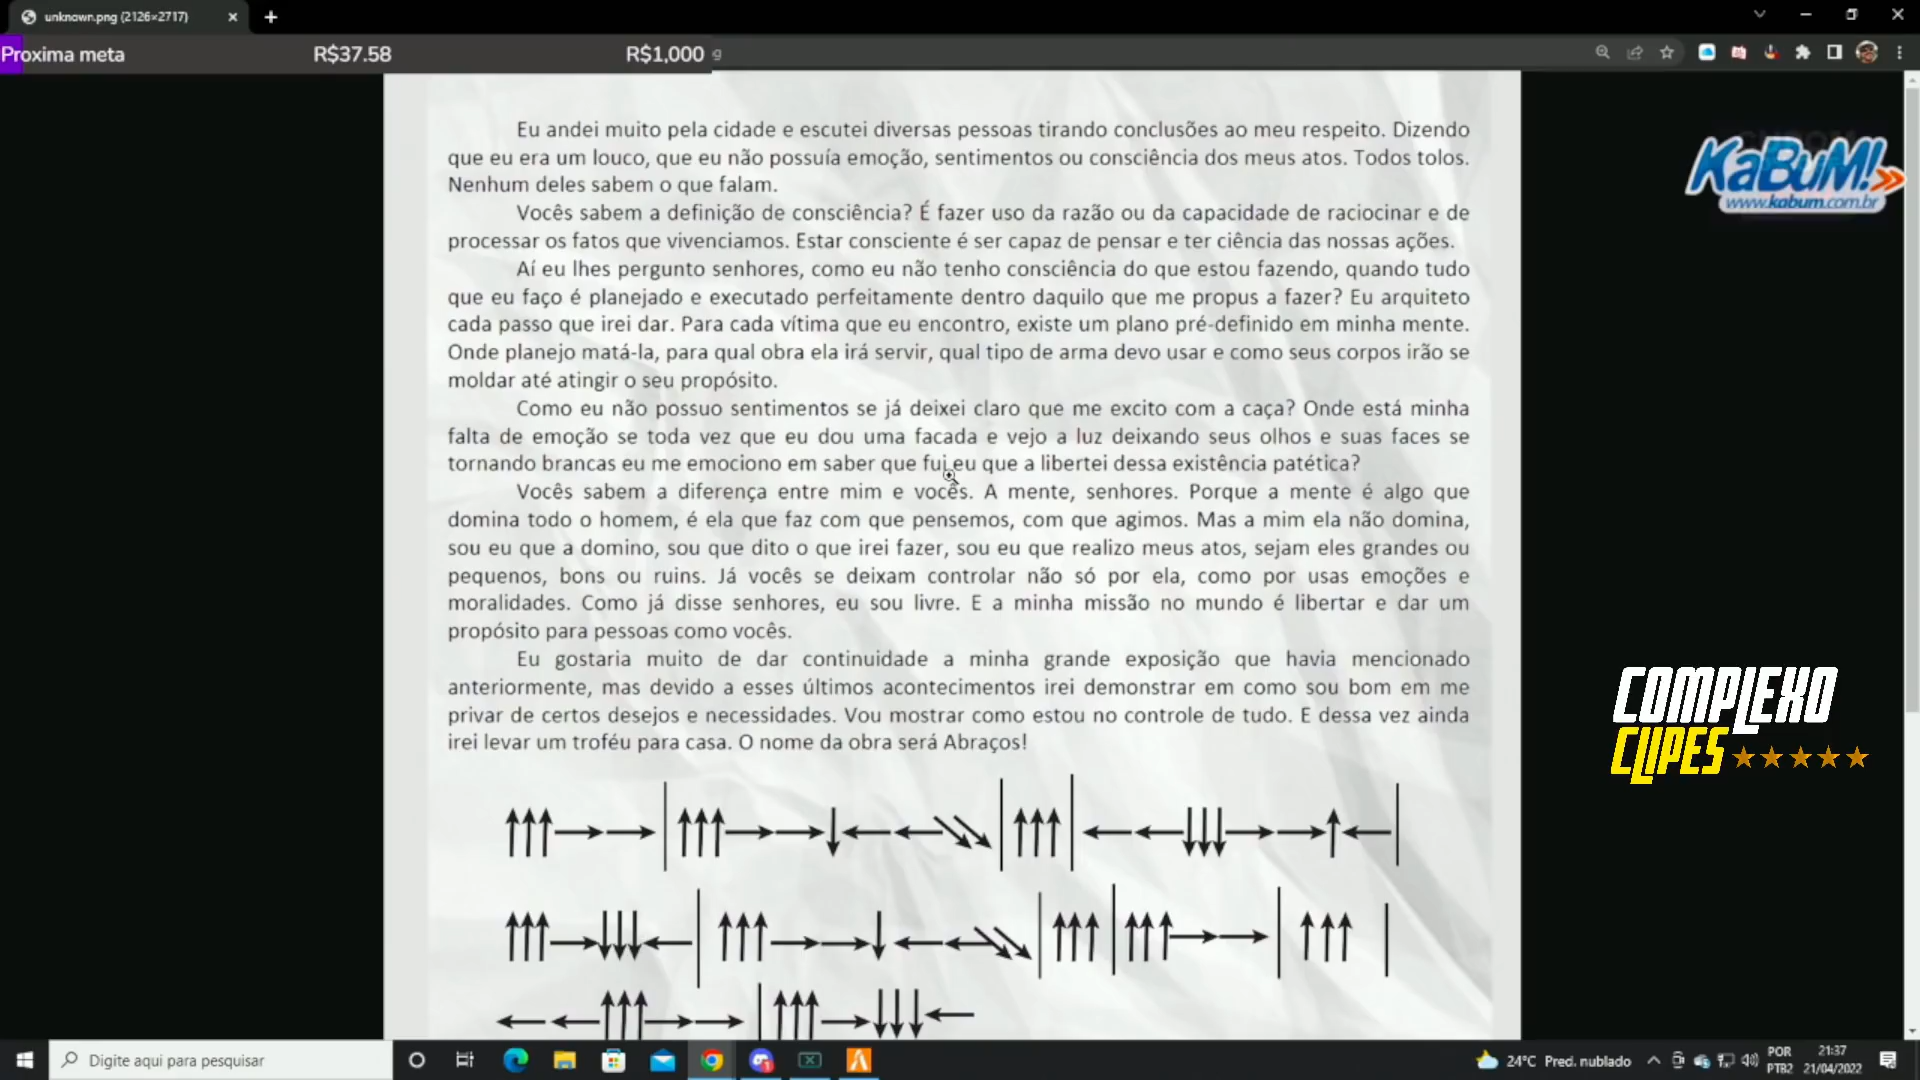 unknown.png (2126×2717)
Proxima meta R$37.58 R$1,000 g
Eu andei muito pela cidade e escutei diversas pessoas tirando conclusões ao meu respeito. Dizendo
que eu era um louco, que eu não possuía emoção, sentimentos ou consciência dos meus atos. Todos tolos.
Nenhum deles sabem o que falam.
Vocês sabem a definição de consciência? É fazer uso da razão ou da capacidade de raciocinar e de
processar os fatos que vivenciamos. Estar consciente é ser capaz de pensar e ter ciência das nossas ações.
Aí eu lhes pergunto senhores, como eu não tenho consciência do que estou fazendo, quando tudo
que eu faço é planejado e executado perfeitamente dentro daquilo que me propus a fazer? Eu arquiteto
cada passo que irei dar. Para cada vítima que eu encontro, existe um plano pré-definido em minha mente.
Onde planejo matá-la, para qual obra ela irá servir, qual tipo de arma devo usar e como seus corpos irão se
moldar até atingir o seu propósito.
Como eu não possuo sentimentos se já deixei claro que me excito com a caça? Onde está minha
falta de emoção se toda vez que eu dou uma facada e vejo a luz deixando seus olhos e suas faces se
tornando brancas eu me emociono em saber que fui eu que a libertei dessa existência patética?
Vocês sabem a diferença entre mim e vocês. A mente, senhores. Porque a mente é algo que
domina todo o homem, é ela que faz com que pensemos, com que agimos. Mas a mim ela não domina,
sou eu que a domino, sou que dito o que irei fazer, sou eu que realizo meus atos, sejam eles grandes ou
pequenos, bons ou ruins. Já vocês se deixam controlar não só por ela, como por usas emoções e
moralidades. Como já disse senhores, eu sou livre. E a minha missão no mundo é libertar e dar um
propósito para pessoas como vocês.
Eu gostaria muito de dar continuidade a minha grande exposição que havia mencionado
anteriormente, mas devido a esses últimos acontecimentos irei demonstrar em como sou bom em me
privar de certos desejos e necessidades. Vou mostrar como estou no controle de tudo. E dessa vez ainda
irei levar um troféu para casa. O nome da obra será Abraços!
KaBuM!
www.kabum.com.br
COMPLEXO
CLIPES
Digite aqui para pesquisar
24°C Pred. nublado
POR
PTB2
21:37
21/04/2022